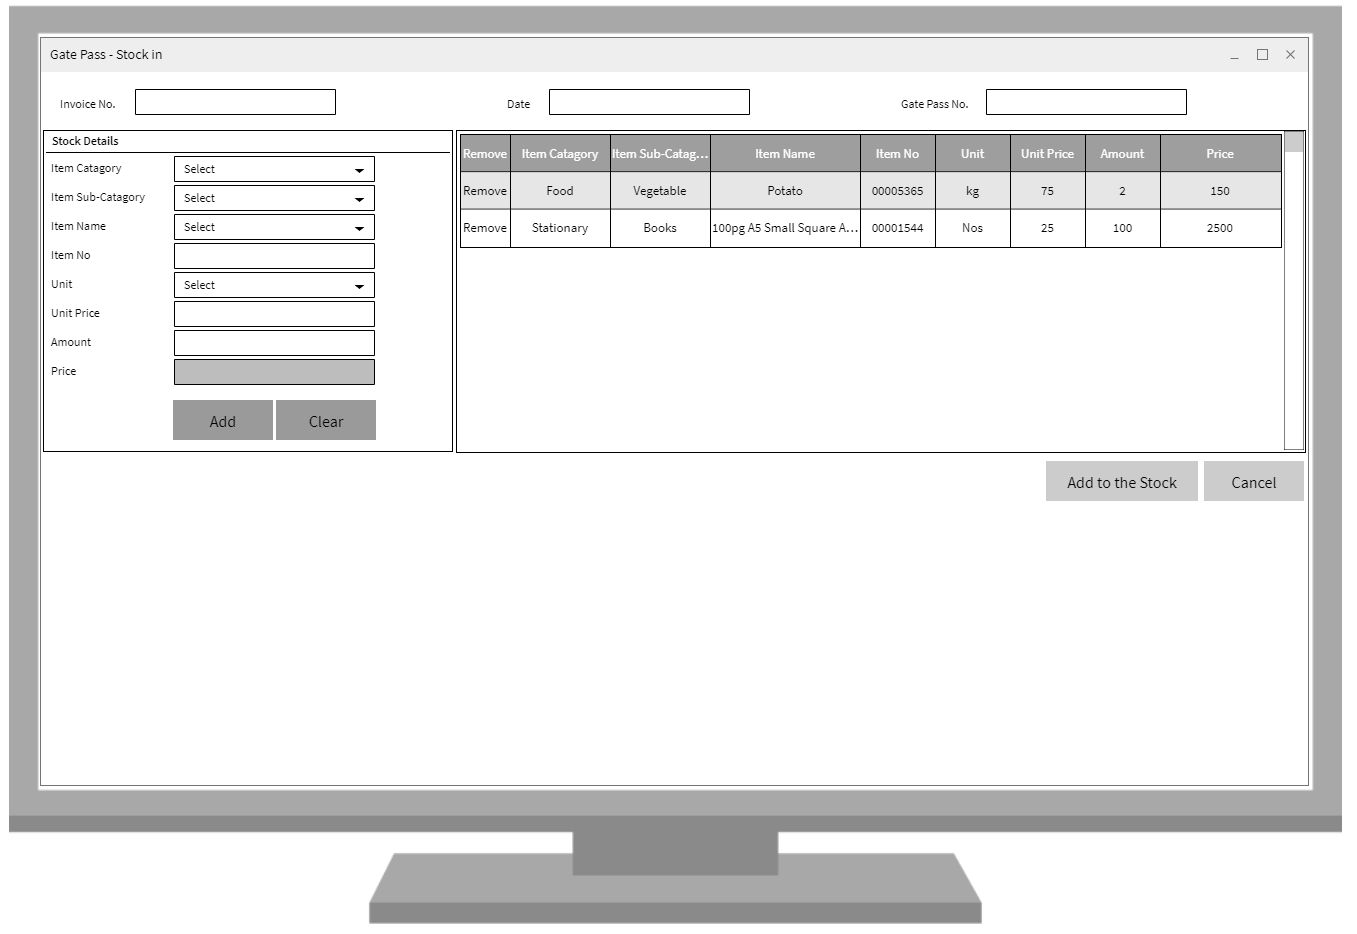 Gate Pass - Stock in
Invoice No.
Date
Gate Pass No.
Stock Details
Item Catagory Select
Item Sub-Catagory Select
Item Name Select
Item No
Unit Select
Unit Price
Amount
Price
Add Clear
Remove Item Catagory Item Sub-Catag... Item Name Item No Unit Unit Price Amount Price
Remove Food Vegetable Potato 00005365 kg 75 2 150
Remove Stationary Books 100pg A5 Small Square A... 00001544 Nos 25 100 2500
Add to the Stock Cancel